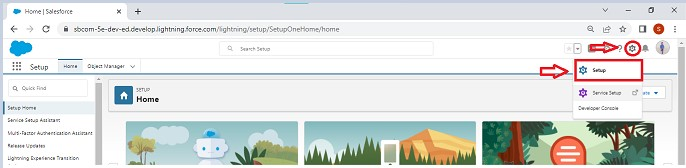 Home | Salesforce
sbcom-5e-dev-ed.develop.lightning.force.com/lightning/setup/SetupOneHome/home
S
Search Setup
Setup
Home
Object Manager
Setup
Service Setup
Developer Console
Quick Find
Setup Home
Service Setup Assistant
Multi-Factor Authentication Assistant
Release Updates
Lightning Experience Transition
SETUP
Home